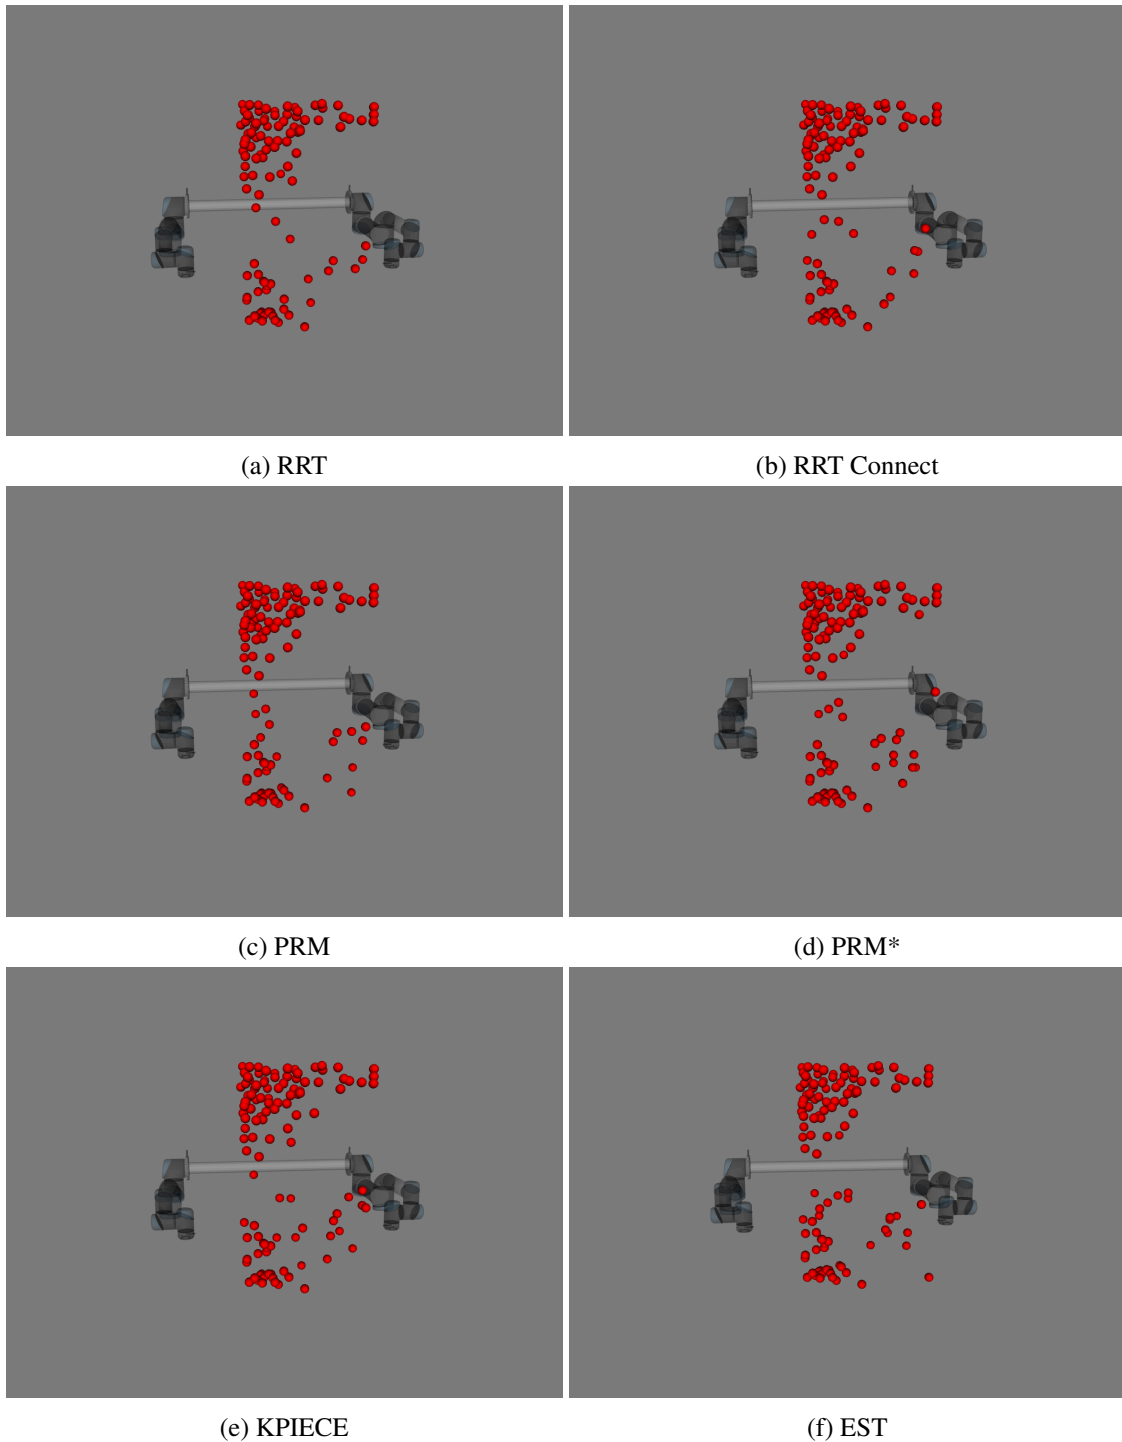 (a) RRT
(b) RRT Connect
(c) PRM
(d) PRM*
(e) KPIECE
(f) EST